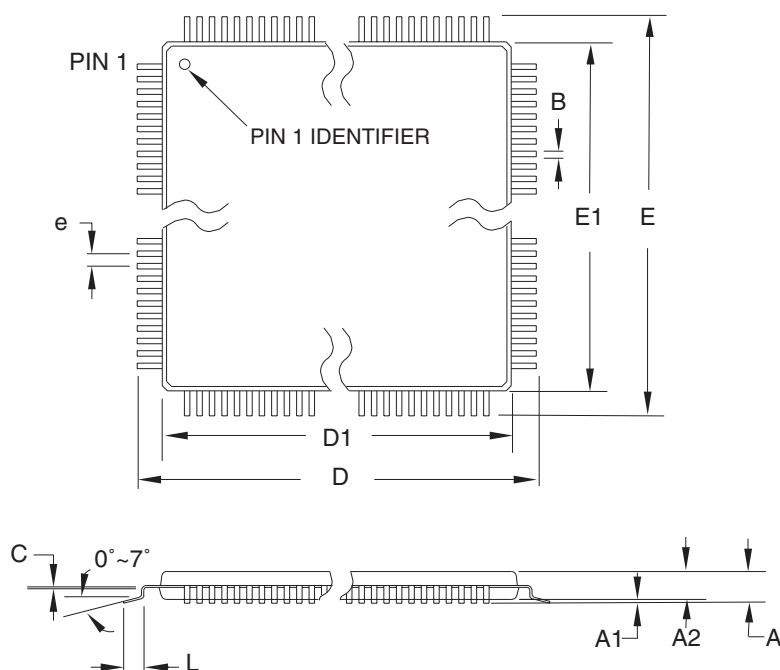 PIN 1
PIN 1 IDENTIFIER
B
e
E1
E
D1
D
C
0°~7°
L
A1
A2
A